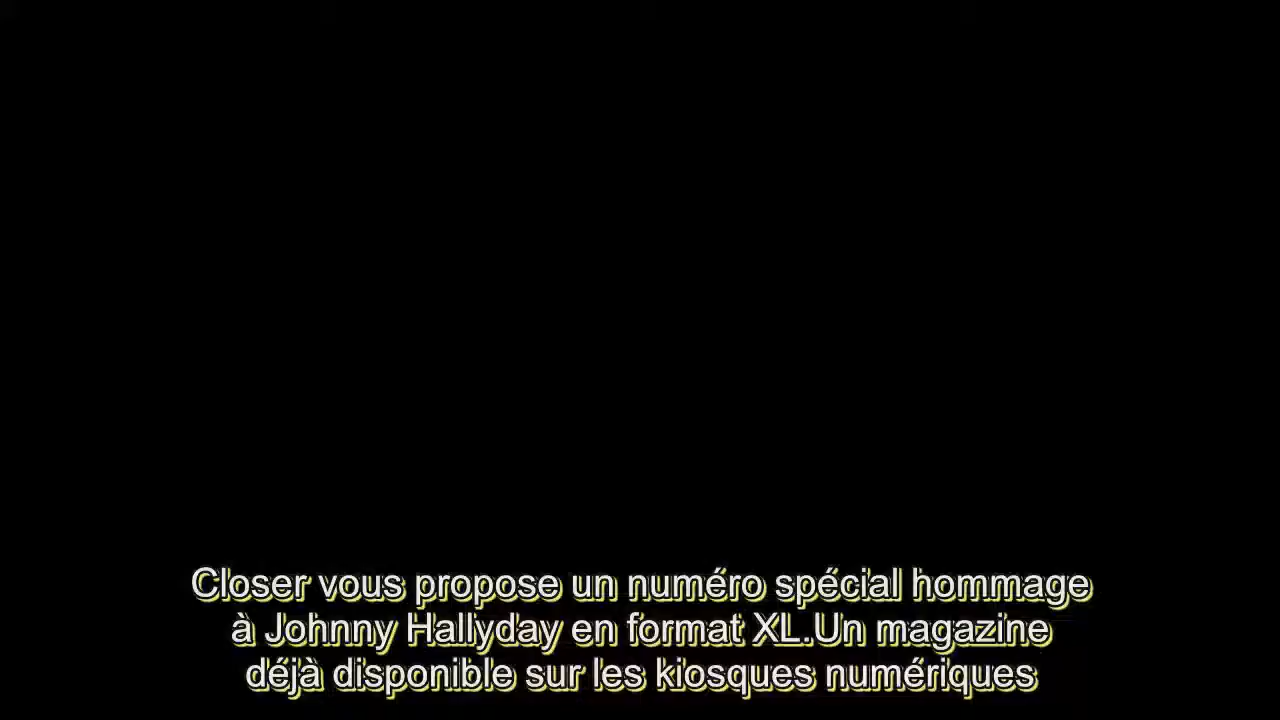 Closer vous propose un numéro spécial hommage
à Johnny Hallyday en format XL.Un magazine
déjà disponible sur les kiosques numériques